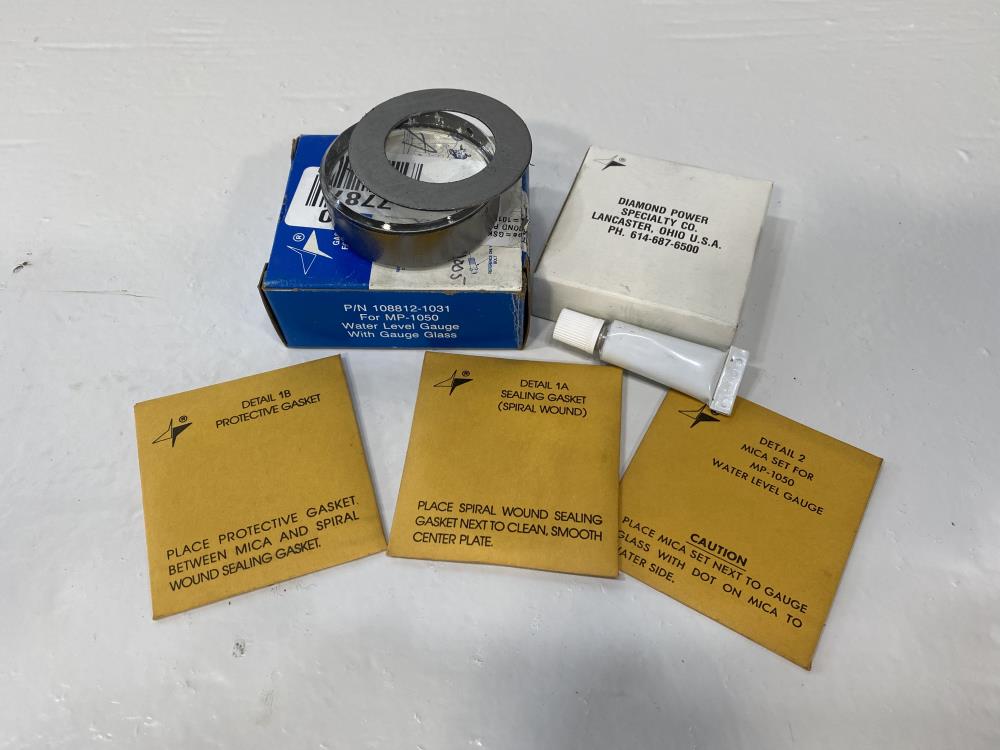 7787
P/N 108812-1031
For MP-1050
Water Level Gauge
With Gauge Glass
®
DIAMOND POWER
SPECIALTY CO.
LANCASTER, OHIO U.S.A.
PH. 614-687-6500
®
DETAIL 1B
PROTECTIVE GASKET
PLACE PROTECTIVE GASKET
BETWEEN MICA AND SPIRAL
WOUND SEALING GASKET.
®
DETAIL 1A
SEALING GASKET
(SPIRAL WOUND)
PLACE SPIRAL WOUND SEALING
GASKET NEXT TO CLEAN, SMOOTH
CENTER PLATE.
®
DETAIL 2
MICA SET FOR
MP-1050
WATER LEVEL GAUGE
CAUTION
PLACE MICA SET NEXT TO GAUGE
GLASS WITH DOT ON MICA TO
WATER SIDE.